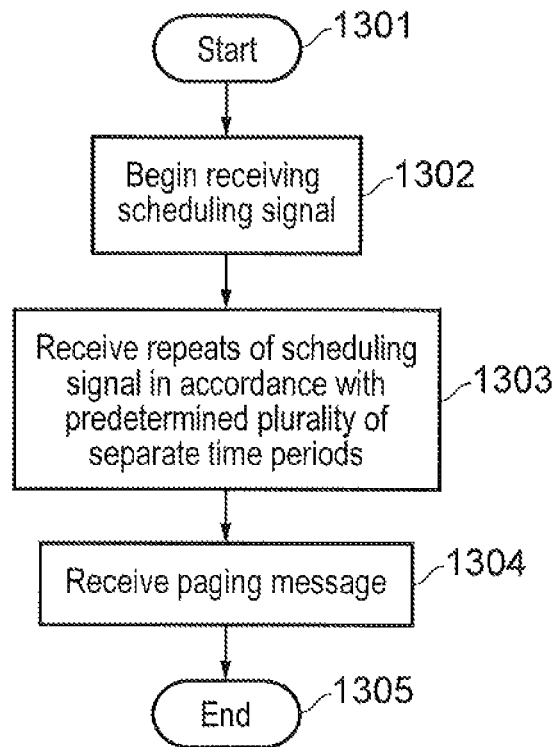 1301
Start
1302
Begin receiving
scheduling signal
1303
Receive repeats of scheduling
signal in accordance with
predetermined plurality of
separate time periods
1304
Receive paging message
1305
End